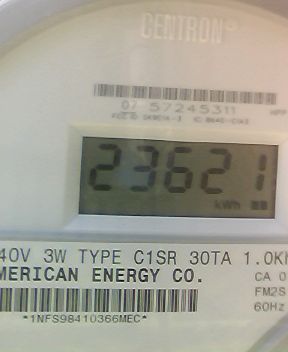 CENTRON
07 57245311
23621
kWh
40V 3W TYPE C1SR 30TA 1.0K
MERICAN ENERGY CO.
CA 0
FM2S
60Hz
*1NFS98410366MEC*